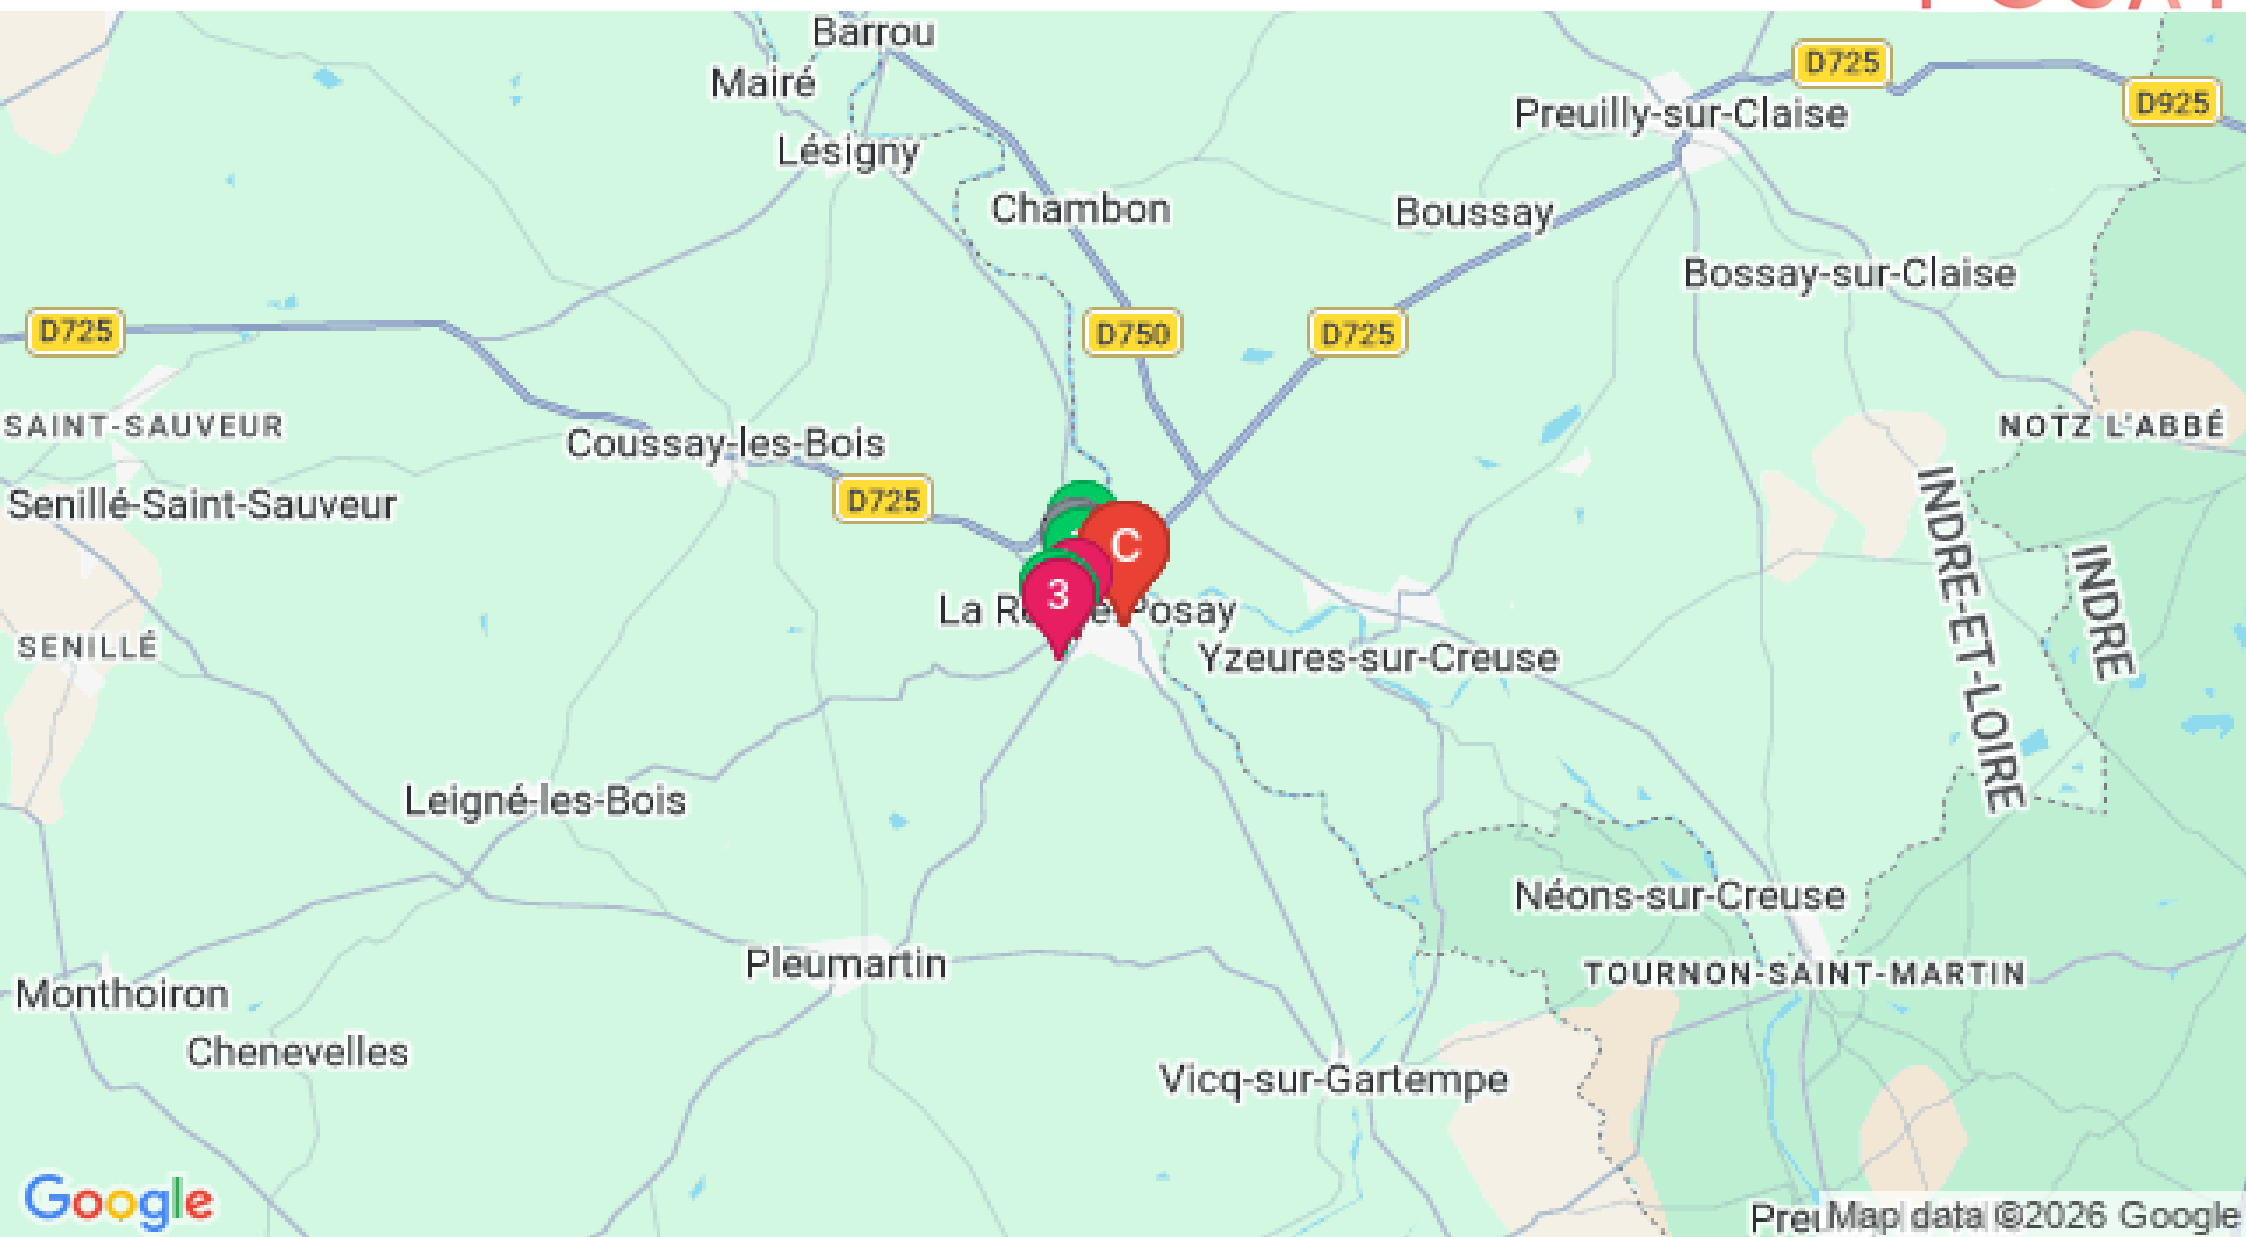 Barrou
Mairé
D725
D925
Preuilly-sur-Claise
Lésigny
Chambon
Boussay
Bossay-sur-Claise
D725
D750
D725
SAINT-SAUVEUR
NOTZ L'ABBÉ
Coussay-les-Bois
D725
Senillé-Saint-Sauveur
INDRE-ET-LOIRE
INDRE
C
3
La Posay
SENILLÉ
Yzeures-sur-Creuse
Leigné-les-Bois
Néons-sur-Creuse
Pleumartin
TOURNON-SAINT-MARTIN
Monthoiron
Chenevelles
Vicq-sur-Gartempe
Google
Map data ©2026 Google